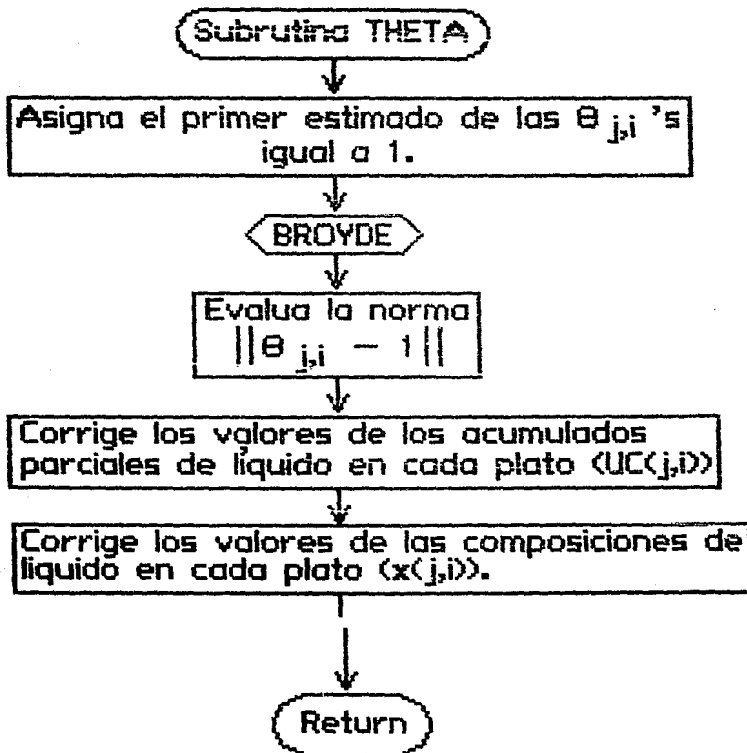 Subrutina THETA
Asigna el primer estimado de las θ j,i 's
igual a 1.
BROYDE
Evalua la norma
||θ j,i - 1||
Corrige los valores de los acumulados
parciales de líquido en cada plato (UC(j,i))
Corrige los valores de las composiciones de
liquido en cada plato (x(j,i)).
Return